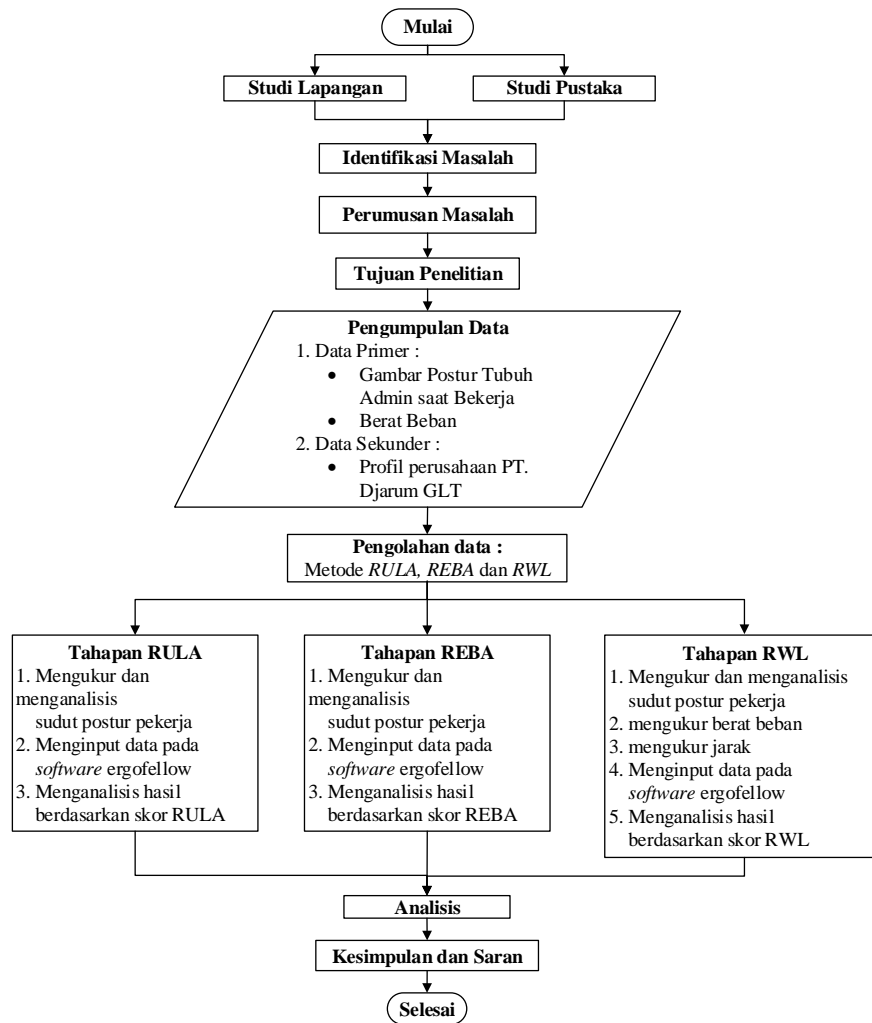 Mulai
Studi Lapangan
Studi Pustaka
Identifikasi Masalah
Perumusan Masalah
Tujuan Penelitian
Pengumpulan Data
1. Data Primer :
• Gambar Postur Tubuh
Admin saat Bekerja
• Berat Beban
2. Data Sekunder :
• Profil perusahaan PT.
Djarum GLT
Pengolahan data :
Metode RULA, REBA dan RWL
Tahapan RULA
1. Mengukur dan
menganalisis
sudut postur pekerja
2. Menginput data pada
software ergofellow
3. Menganalisis hasil
berdasarkan skor RULA
Tahapan REBA
1. Mengukur dan
menganalisis
sudut postur pekerja
2. Menginput data pada
software ergofellow
3. Menganalisis hasil
berdasarkan skor REBA
Tahapan RWL
1. Mengukur dan menganalisis
sudut postur pekerja
2. mengukur berat beban
3. mengukur jarak
4. Menginput data pada
software ergofellow
5. Menganalisis hasil
berdasarkan skor RWL
Analisis
Kesimpulan dan Saran
Selesai